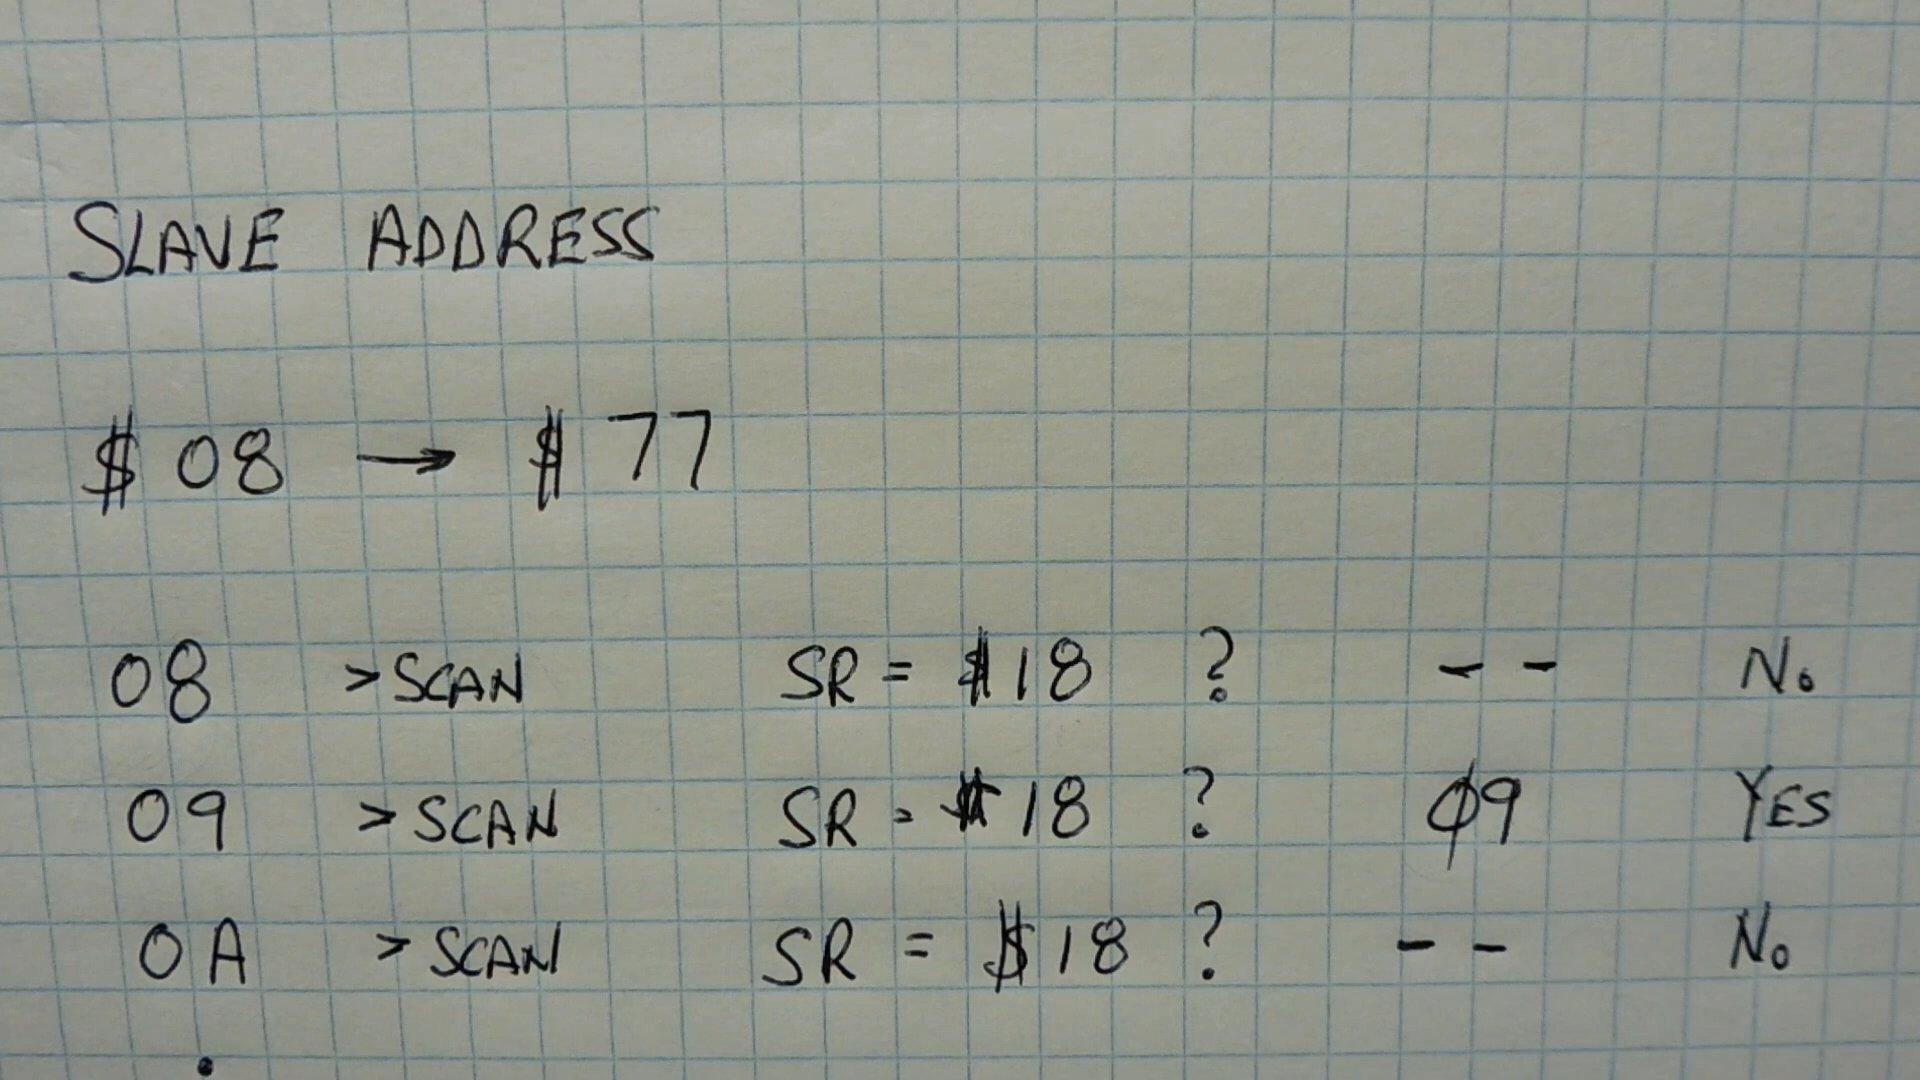 SLAVE ADDRESS
$ 08 → $ 77
08 > SCAN SR = $18 ? -- No
09 > SCAN SR = $18 ? Ø9 YES
0A > SCAN SR = $18 ? -- No